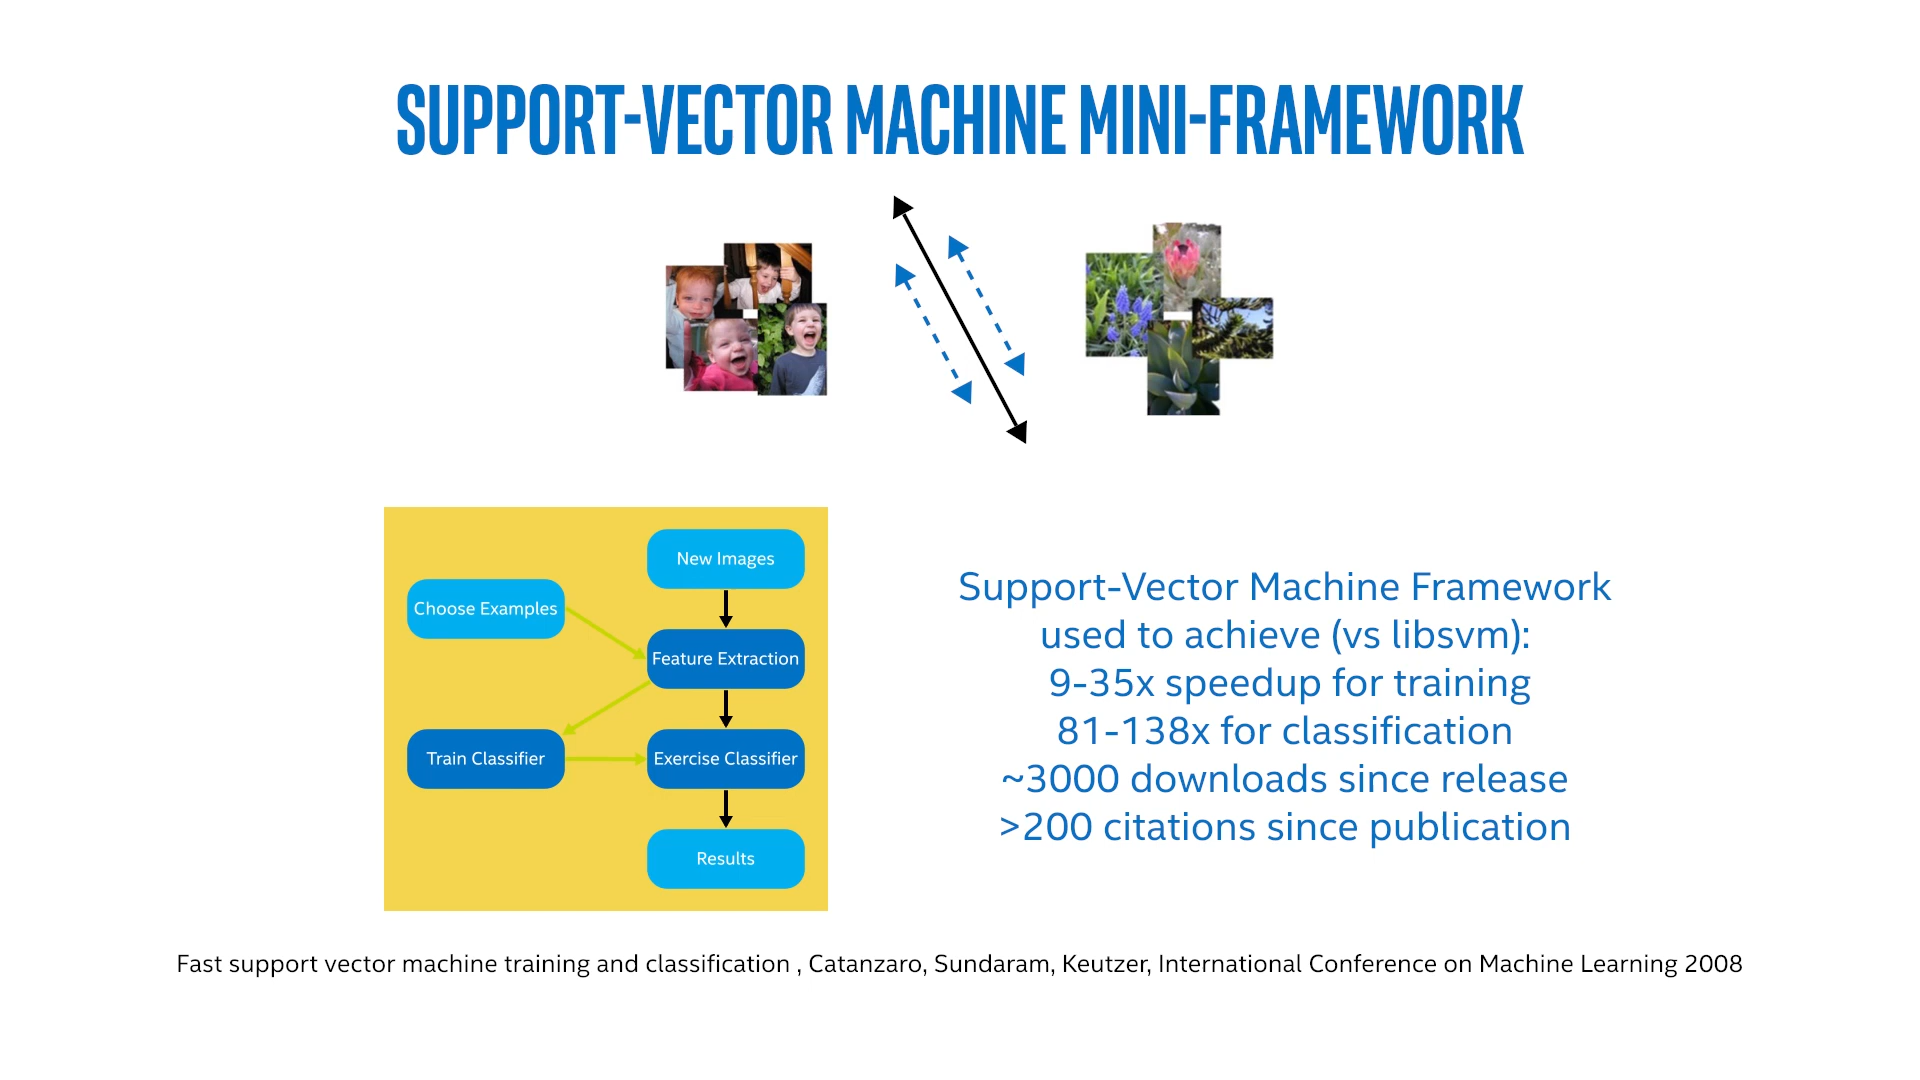 SUPPORT-VECTOR MACHINE MINI-FRAMEWORK
New Images
Choose Examples
Feature Extraction
Train Classifier
Exercise Classifier
Results
Support-Vector Machine Framework
used to achieve (vs libsvm):
9-35x speedup for training
81-138x for classification
~3000 downloads since release
>200 citations since publication
Fast support vector machine training and classification , Catanzaro, Sundaram, Keutzer, International Conference on Machine Learning 2008